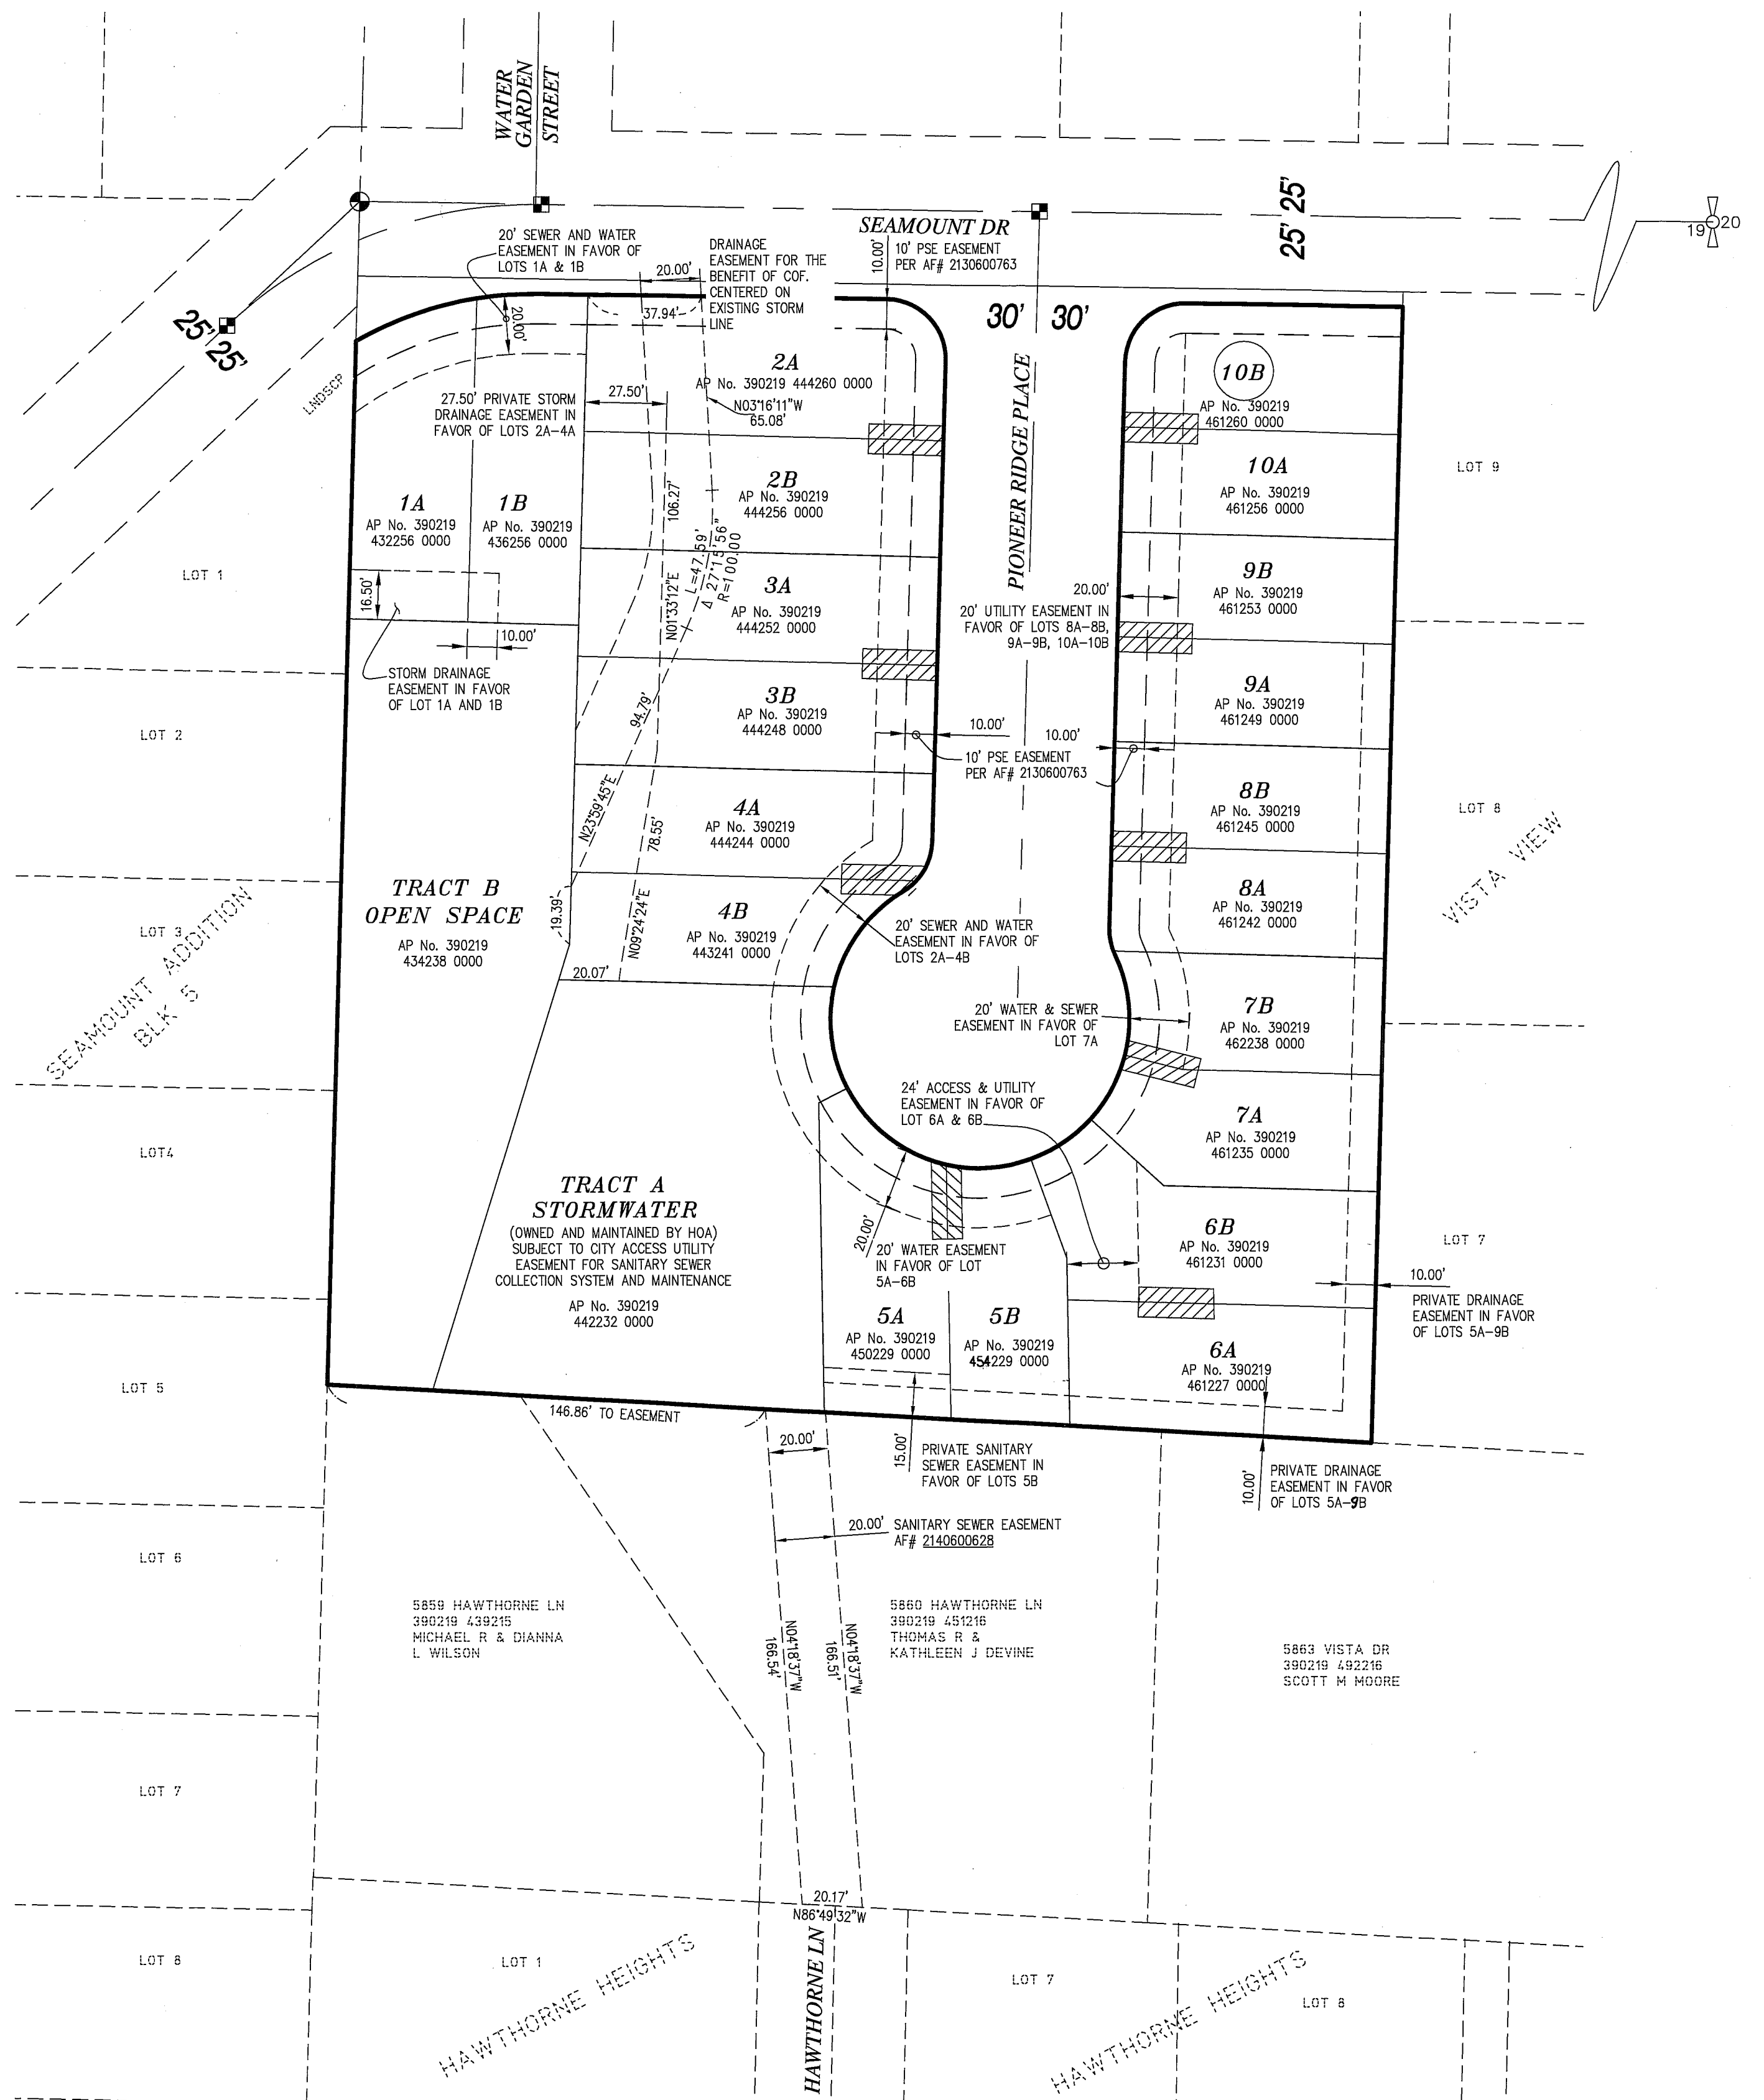 WATER
GARDEN
STREET
SEAMOUNT DR
25' 25'
19 20
20' SEWER AND WATER
EASEMENT IN FAVOR OF
LOTS 1A & 1B
20.00'
DRAINAGE
EASEMENT FOR THE
BENEFIT OF COF.
CENTERED ON
EXISTING STORM
LINE
10.00'
10' PSE EASEMENT
PER AF# 2130600763
25' 25'
20.00'
37.94'
30' 30'
LNDSCP
2A
AP No. 390219 444260 0000
N03°16'11"W
65.08'
27.50' PRIVATE STORM
DRAINAGE EASEMENT IN
FAVOR OF LOTS 2A-4A
27.50'
PIONEER RIDGE PLACE
10B
AP No. 390219
461260 0000
LOT 9
10A
AP No. 390219
461256 0000
1A
AP No. 390219
432256 0000
1B
AP No. 390219
436256 0000
2B
AP No. 390219
444256 0000
106.27'
N01°33'12"E
L=47.59'
Δ 27°15'56"
R=100.00
LOT 1
16.50'
10.00'
3A
AP No. 390219
444252 0000
9B
AP No. 390219
461253 0000
20.00'
20' UTILITY EASEMENT IN
FAVOR OF LOTS 8A-8B,
9A-9B, 10A-10B
STORM DRAINAGE
EASEMENT IN FAVOR
OF LOT 1A AND 1B
LOT 2
94.79'
N23°59'45"E
3B
AP No. 390219
444248 0000
9A
AP No. 390219
461249 0000
10.00'
10.00'
10' PSE EASEMENT
PER AF# 2130600763
4A
AP No. 390219
444244 0000
78.55'
N09°24'24"E
8B
AP No. 390219
461245 0000
LOT 8
VISTA VIEW
TRACT B
OPEN SPACE
AP No. 390219
434238 0000
19.39'
4B
AP No. 390219
443241 0000
20.07'
20' SEWER AND WATER
EASEMENT IN FAVOR OF
LOTS 2A-4B
8A
AP No. 390219
461242 0000
LOT 3
SEAMOUNT ADDITION
BLK 5
20' WATER & SEWER
EASEMENT IN FAVOR OF
LOT 7A
7B
AP No. 390219
462238 0000
24' ACCESS & UTILITY
EASEMENT IN FAVOR OF
LOT 6A & 6B
7A
AP No. 390219
461235 0000
LOT4
TRACT A
STORMWATER
(OWNED AND MAINTAINED BY HOA)
SUBJECT TO CITY ACCESS UTILITY
EASEMENT FOR SANITARY SEWER
COLLECTION SYSTEM AND MAINTENANCE
AP No. 390219
442232 0000
20.00'
20' WATER EASEMENT
IN FAVOR OF LOT
5A-6B
6B
AP No. 390219
461231 0000
LOT 7
10.00'
PRIVATE DRAINAGE
EASEMENT IN FAVOR
OF LOTS 5A-9B
5A
AP No. 390219
450229 0000
5B
AP No. 390219
454229 0000
6A
AP No. 390219
461227 0000
LOT 5
146.86' TO EASEMENT
20.00'
15.00'
PRIVATE SANITARY
SEWER EASEMENT IN
FAVOR OF LOTS 5B
10.00'
PRIVATE DRAINAGE
EASEMENT IN FAVOR
OF LOTS 5A-9B
20.00' SANITARY SEWER EASEMENT
AF# 2140600628
LOT 6
5859 HAWTHORNE LN
390219 439215
MICHAEL R & DIANNA
L WILSON
N04°18'37"W
166.54'
N04°18'37"W
166.51'
5860 HAWTHORNE LN
390219 451216
THOMAS R &
KATHLEEN J DEVINE
5863 VISTA DR
390219 492216
SCOTT M MOORE
LOT 7
20.17'
N86°49'32"W
LOT 8
LOT 1
HAWTHORNE HEIGHTS
HAWTHORNE LN
LOT 7
HAWTHORNE HEIGHTS
LOT 8